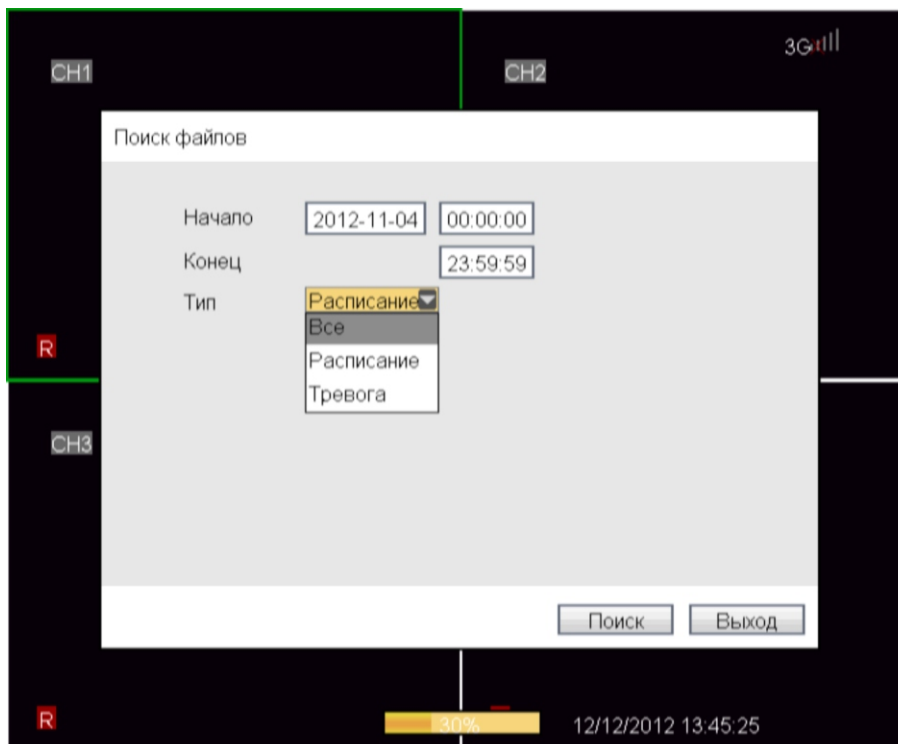 3G
CH1
CH2
Поиск файлов
Начало 2012-11-04 00:00:00
Конец 23:59:59
Тип Расписание
Все
Расписание
Тревога
R
CH3
Поиск Выход
R
30% 12/12/2012 13:45:25